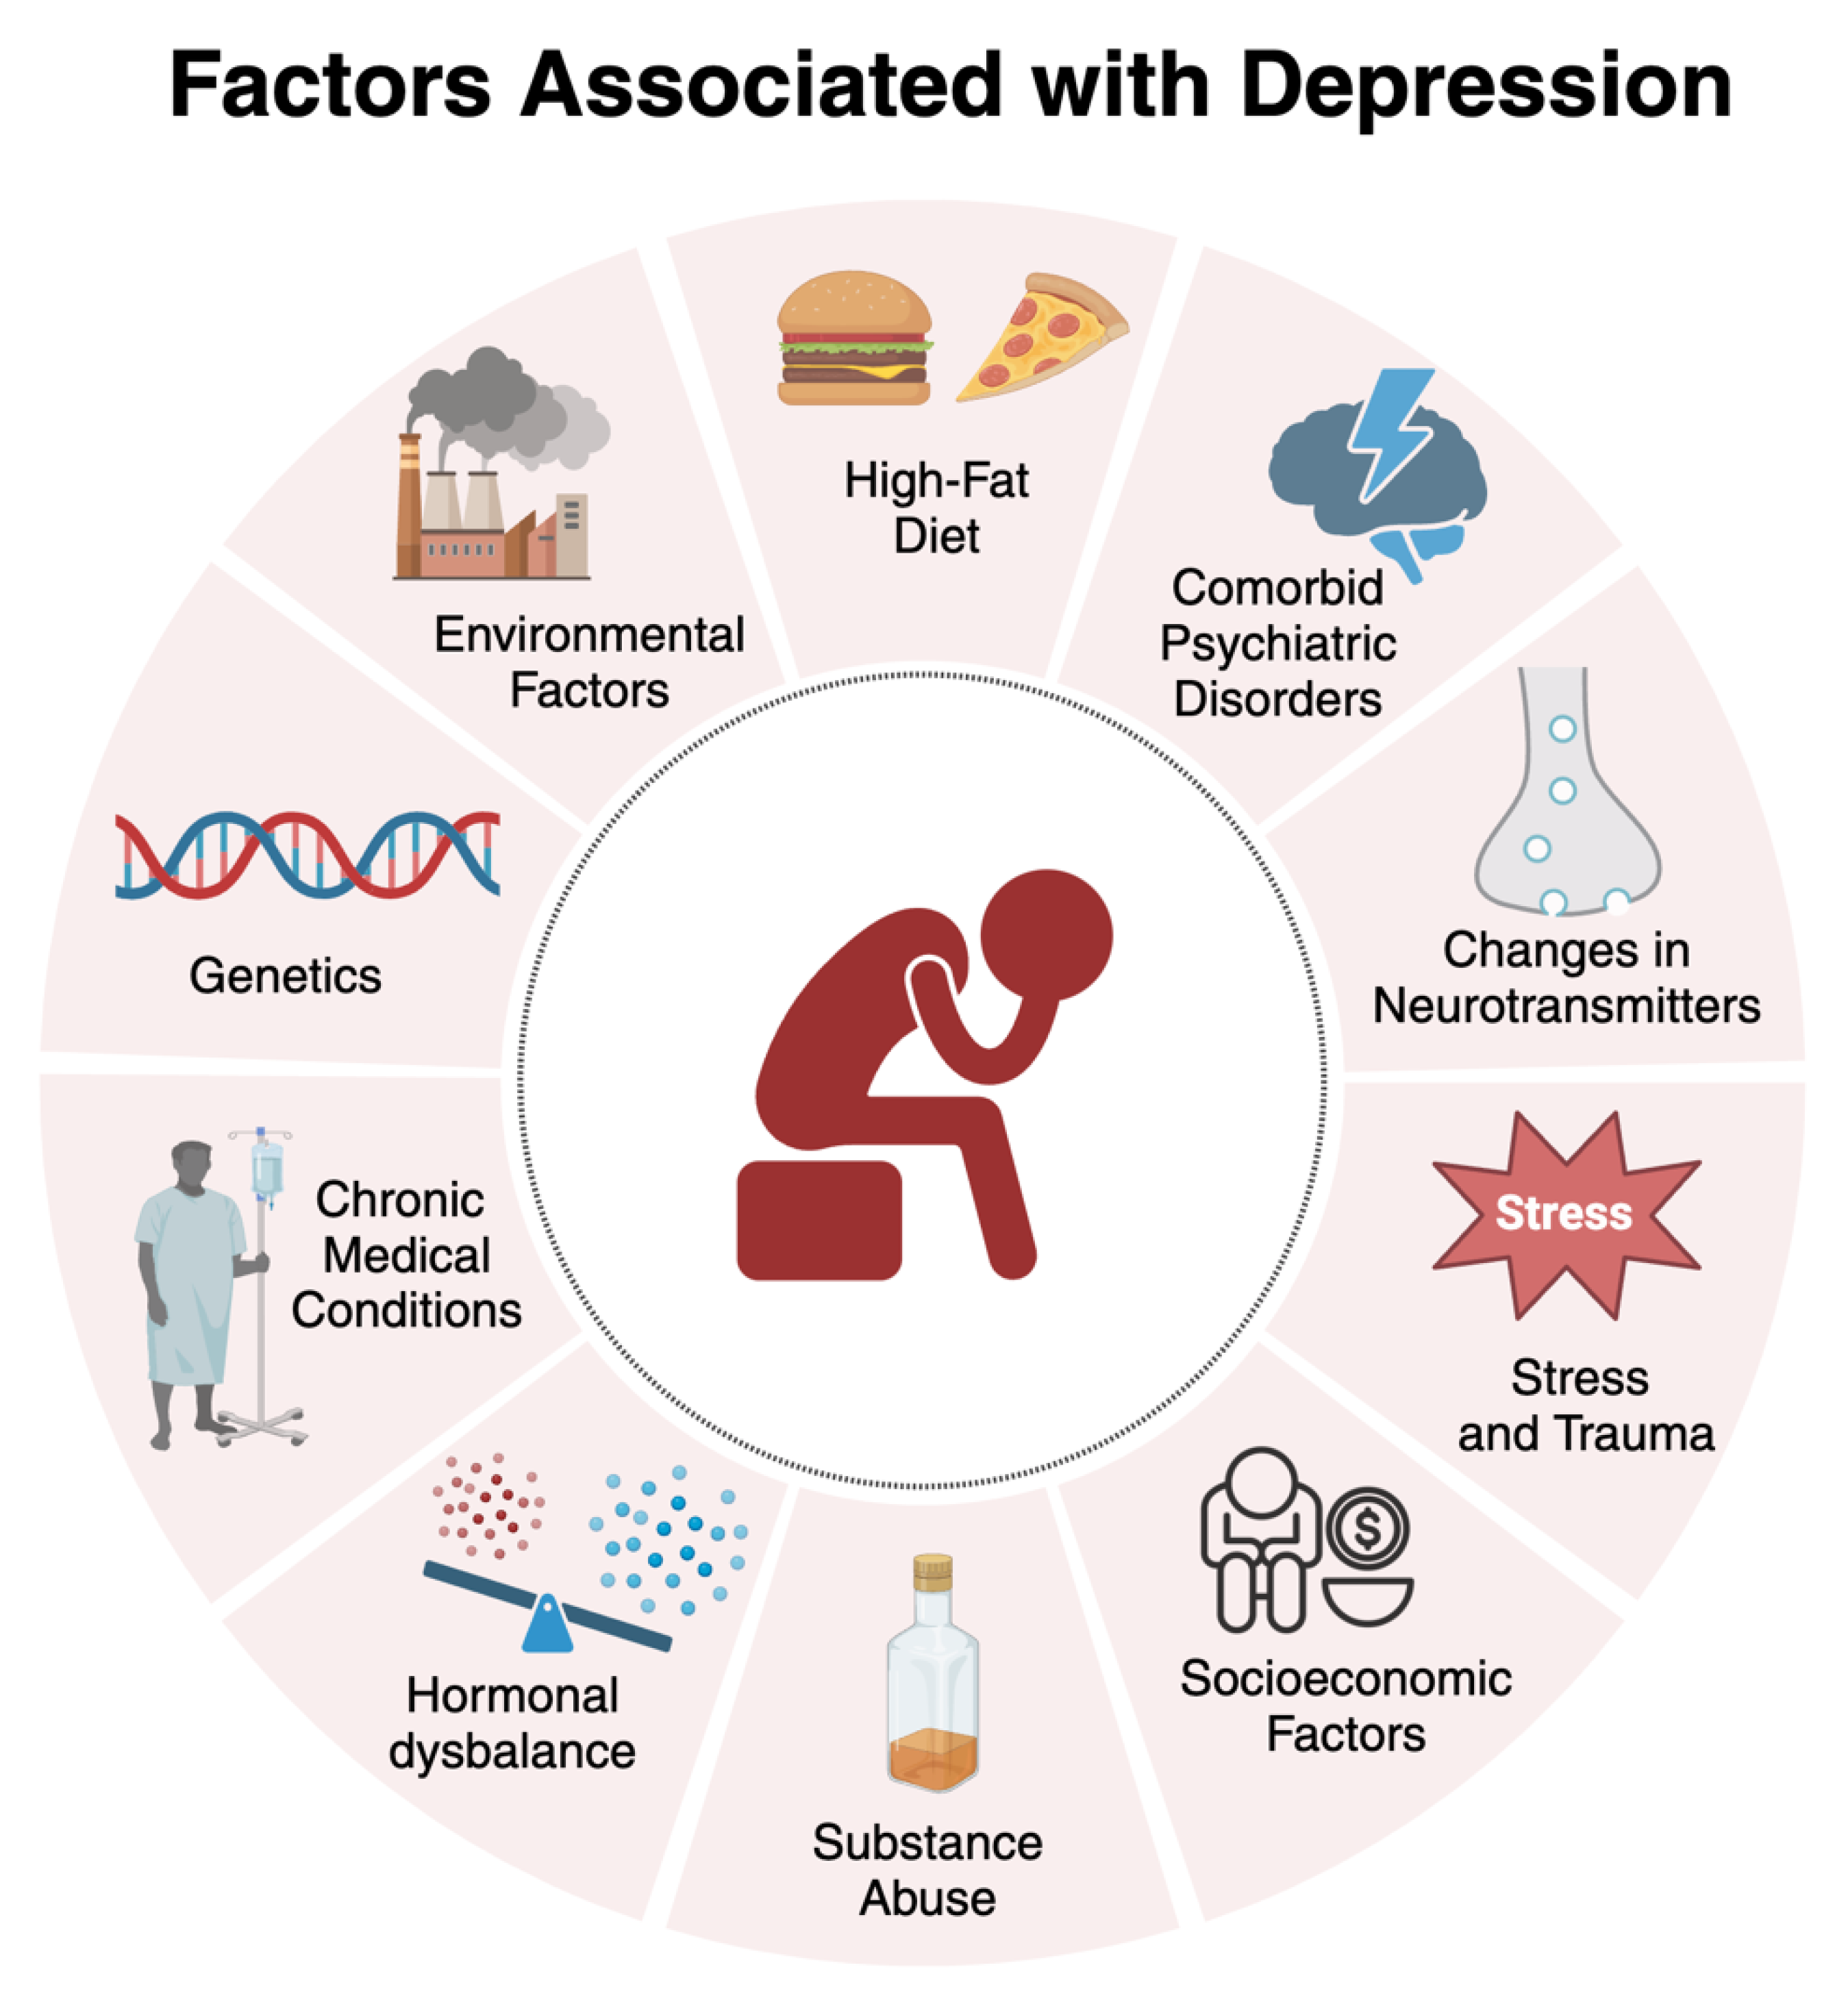 Factors Associated with Depression
High-Fat
Diet
Comorbid
Psychiatric
Disorders
Changes in
Neurotransmitters
Stress
Stress
and Trauma
$
Socioeconomic
Factors
Substance
Abuse
Hormonal
dysbalance
Chronic
Medical
Conditions
Genetics
Environmental
Factors